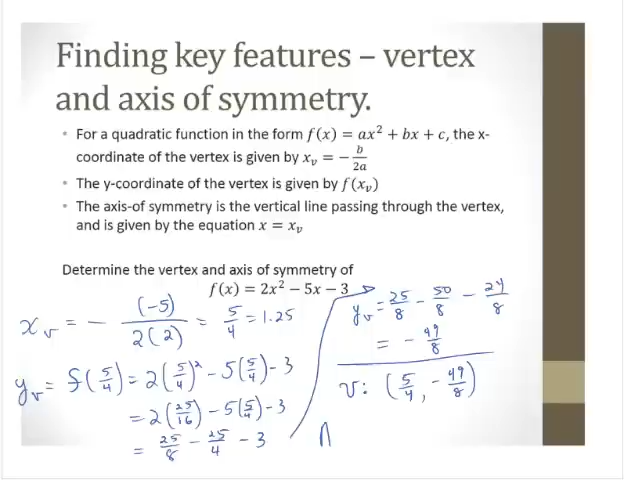 Finding key features – vertex
and axis of symmetry.
• For a quadratic function in the form f(x) = ax² + bx + c, the x-
coordinate of the vertex is given by xᵥ = −b/2a
• The y-coordinate of the vertex is given by f(xᵥ)
• The axis-of symmetry is the vertical line passing through the vertex,
and is given by the equation x = xᵥ
Determine the vertex and axis of symmetry of
f(x) = 2x² − 5x − 3
xᵥ = − (-5)/2(2) = 5/4 = 1.25
yᵥ = f(5/4) = 2(5/4)² − 5(5/4) − 3
= 2(25/16) − 5(5/4) − 3
= 25/8 − 25/4 − 3
yᵥ = 25/8 − 50/8 − 24/8
= − 49/8
V: (5/4, − 49/8)